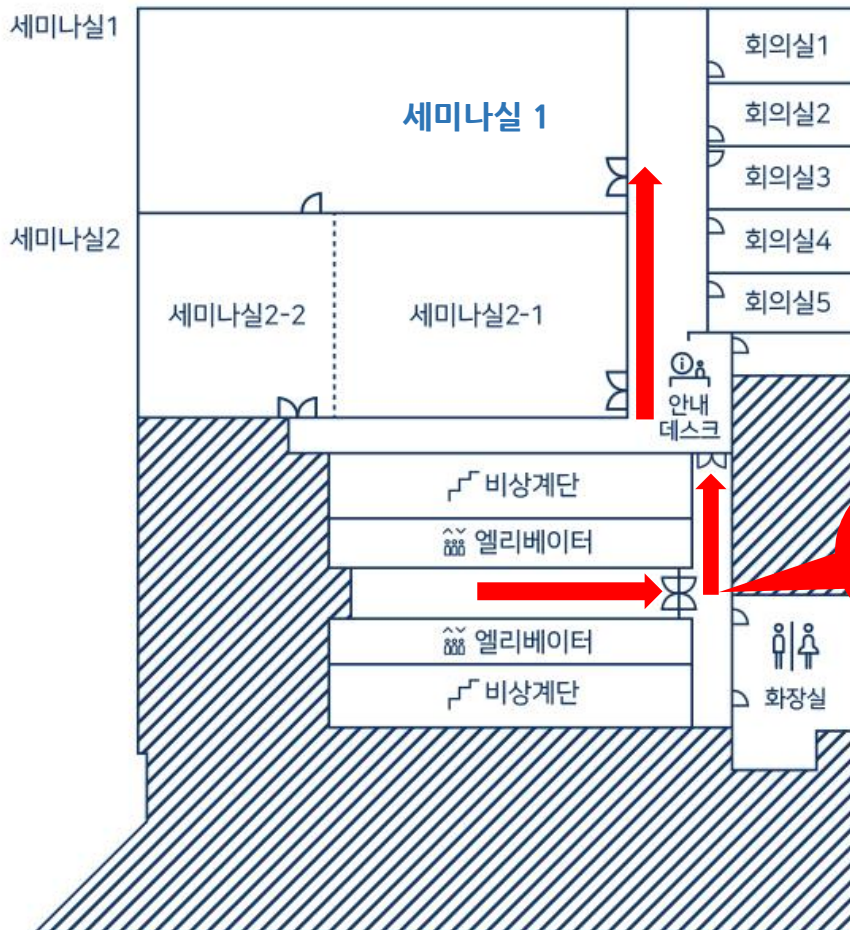 세미나실1
회의실1
세미나실 1
회의실2
회의실3
세미나실2
회의실4
세미나실2-2
세미나실2-1
회의실5
안내
데스크
비상계단
엘리베이터
엘리베이터
비상계단
화장실